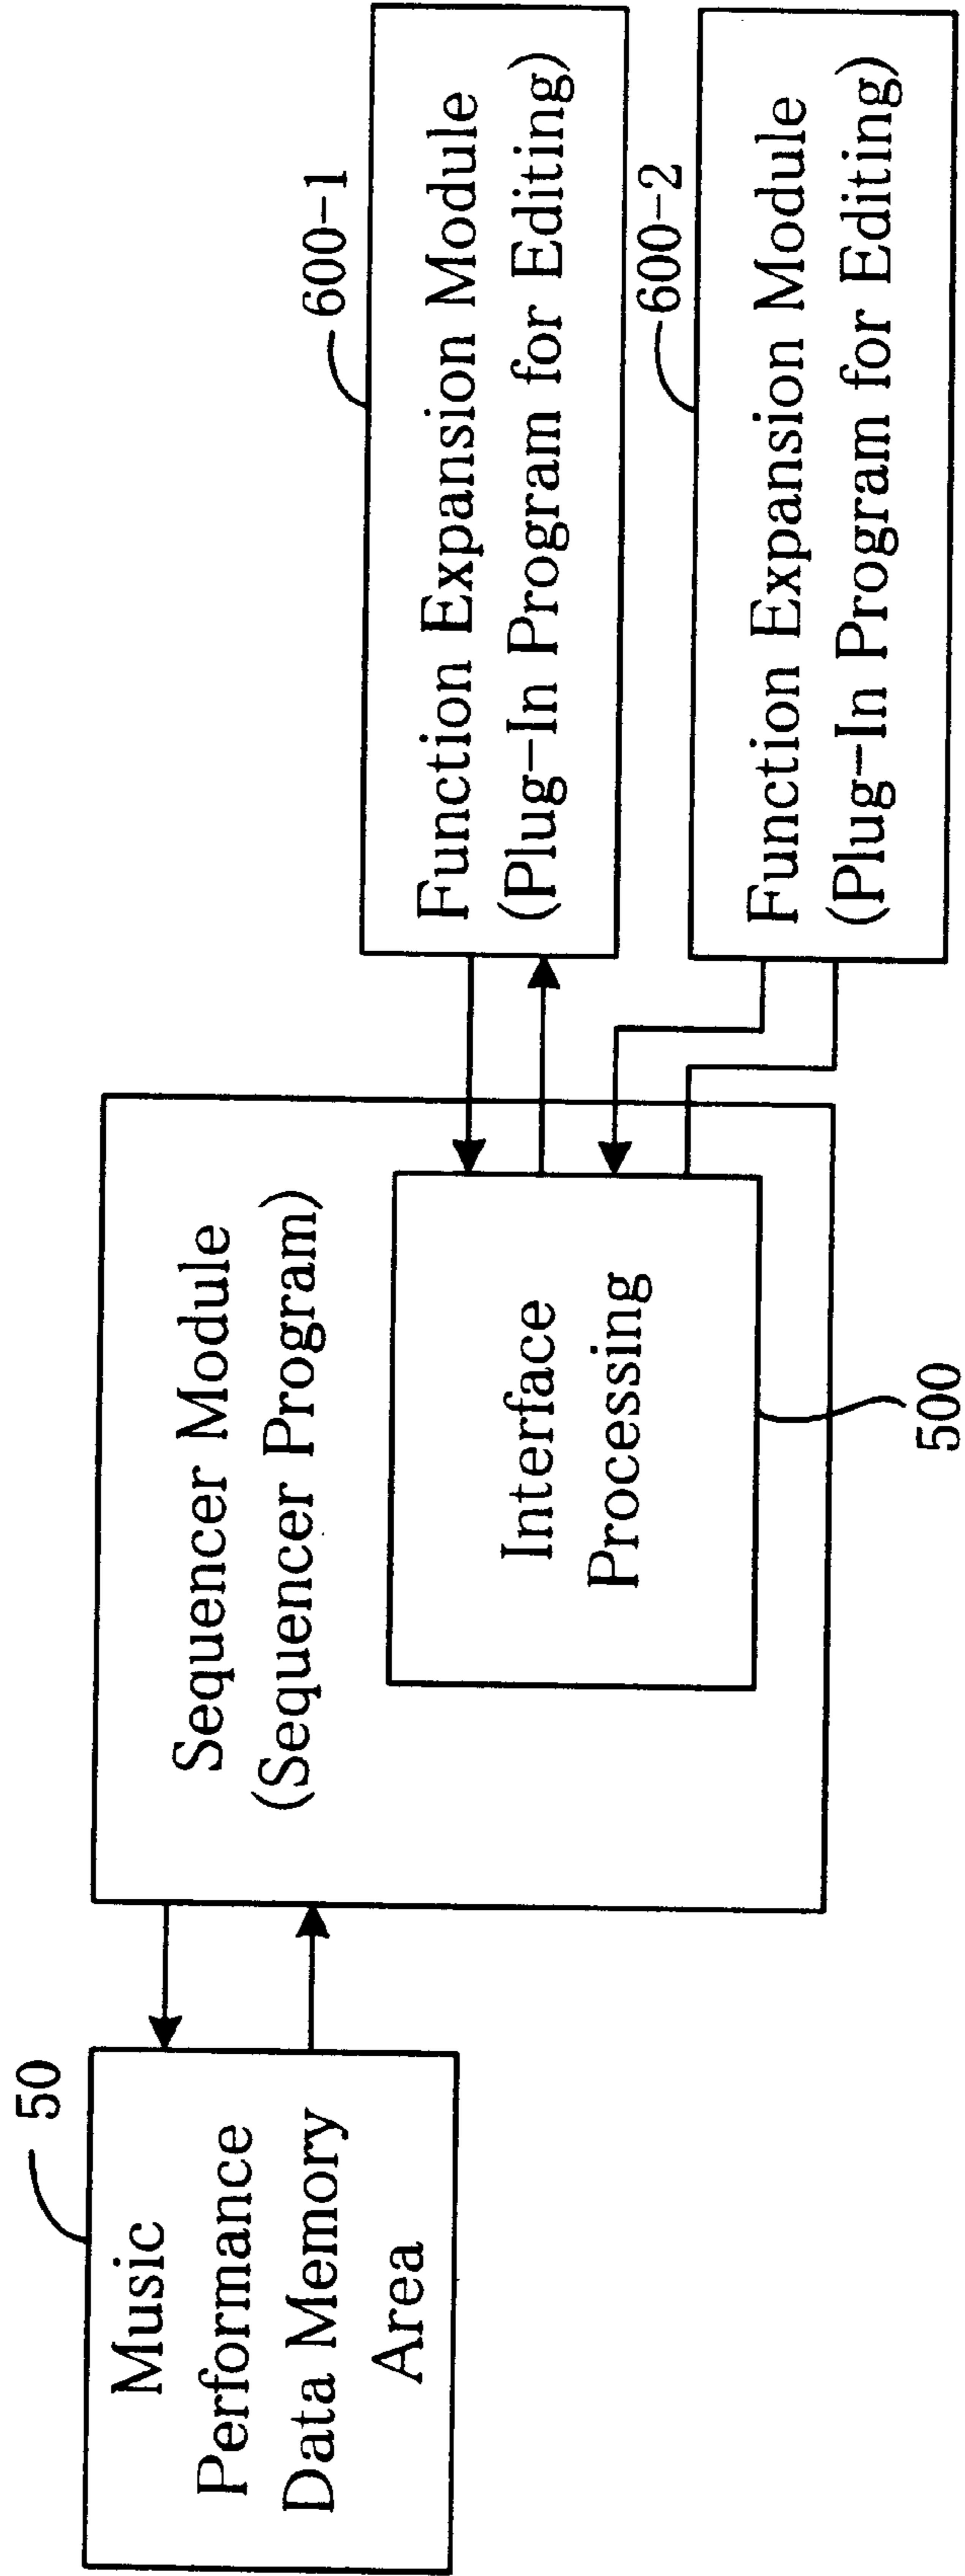 50
Music
Performance
Data Memory
Area
Sequencer Module
(Sequencer Program)
Interface
Processing
500
600-1
Function Expansion Module
(Plug-In Program for Editing)
600-2
Function Expansion Module
(Plug-In Program for Editing)